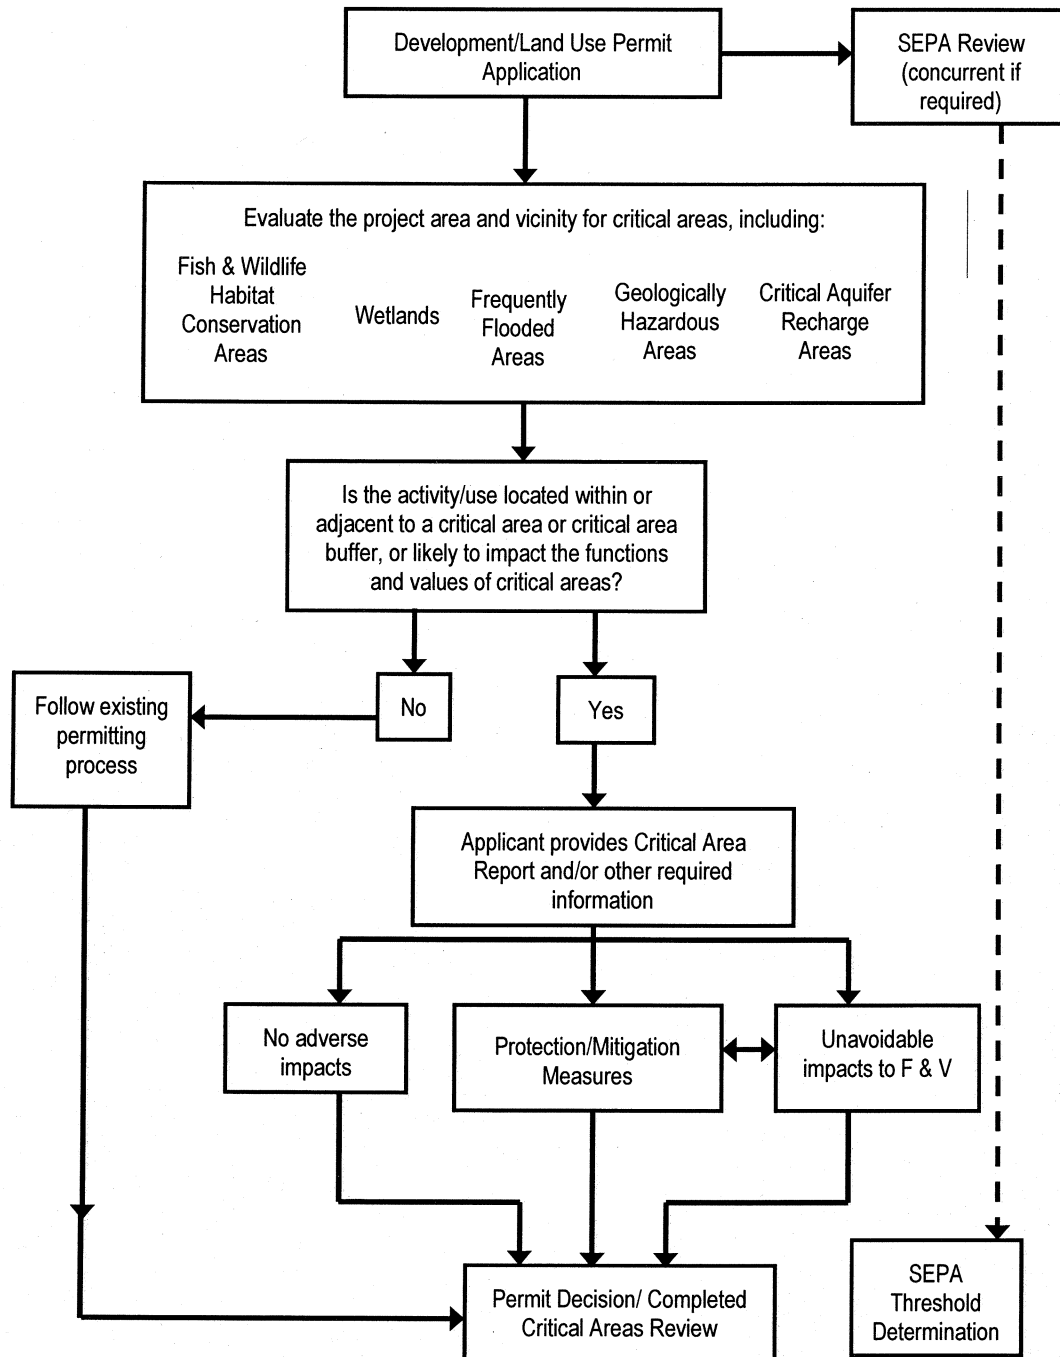 Development/Land Use Permit
Application
SEPA Review
(concurrent if
required)
Evaluate the project area and vicinity for critical areas, including:
Fish & Wildlife
Habitat
Conservation
Areas
Wetlands
Frequently
Flooded
Areas
Geologically
Hazardous
Areas
Critical Aquifer
Recharge
Areas
Is the activity/use located within or
adjacent to a critical area or critical area
buffer, or likely to impact the functions
and values of critical areas?
Follow existing
permitting
process
No
Yes
Applicant provides Critical Area
Report and/or other required
information
No adverse
impacts
Protection/Mitigation
Measures
Unavoidable
impacts to F & V
Permit Decision/ Completed
Critical Areas Review
SEPA
Threshold
Determination